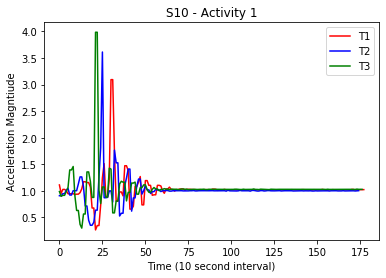 S10 - Activity 1
T1
T2
T3
4.0
3.5
3.0
2.5
2.0
1.5
1.0
0.5
Acceleration Magntiude
0 25 50 75 100 125 150 175
Time (10 second interval)